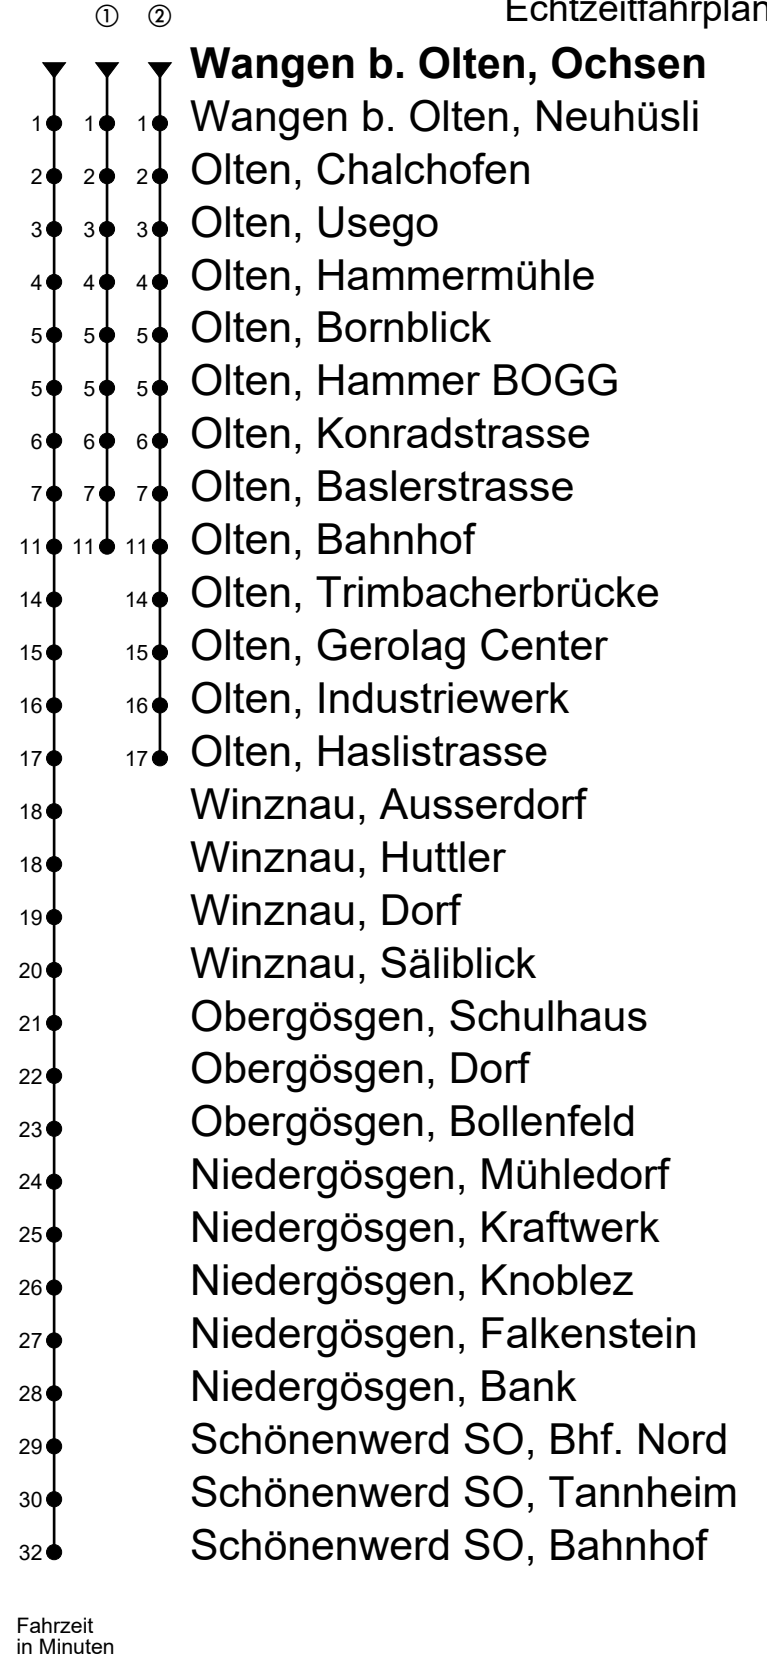 Echtzeitfahrplan
① ②
Wangen b. Olten, Ochsen
1 1 1 Wangen b. Olten, Neuhüsli
2 2 2 Olten, Chalchofen
3 3 3 Olten, Usego
4 4 4 Olten, Hammermühle
5 5 5 Olten, Bornblick
5 5 5 Olten, Hammer BOGG
6 6 6 Olten, Konradstrasse
7 7 7 Olten, Baslerstrasse
11 11 11 Olten, Bahnhof
14 14 Olten, Trimbacherbrücke
15 15 Olten, Gerolag Center
16 16 Olten, Industriewerk
17 17 Olten, Haslistrasse
18 Winznau, Ausserdorf
18 Winznau, Huttler
19 Winznau, Dorf
20 Winznau, Säliblick
21 Obergösgen, Schulhaus
22 Obergösgen, Dorf
23 Obergösgen, Bollenfeld
24 Niedergösgen, Mühledorf
25 Niedergösgen, Kraftwerk
26 Niedergösgen, Knoblez
27 Niedergösgen, Falkenstein
28 Niedergösgen, Bank
29 Schönenwerd SO, Bhf. Nord
30 Schönenwerd SO, Tannheim
32 Schönenwerd SO, Bahnhof
Fahrzeit
in Minuten